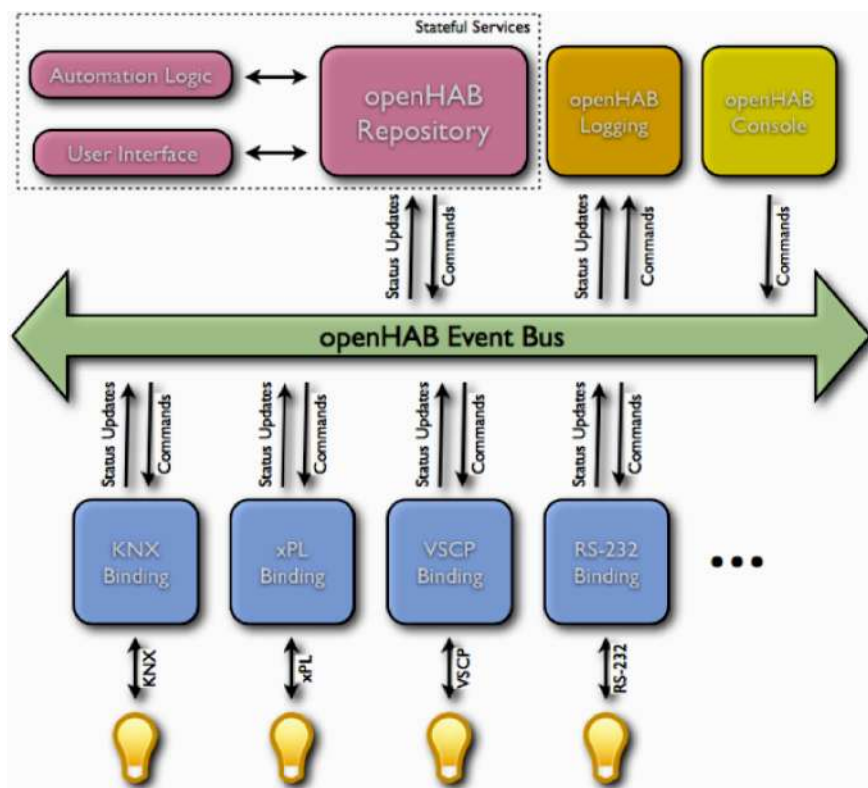 Stateful Services
Automation Logic
User Interface
openHAB
Repository
openHAB
Logging
openHAB
Console
Status Updates
Commands
Status Updates
Commands
Commands
openHAB Event Bus
Status Updates
Commands
Status Updates
Commands
Status Updates
Commands
Status Updates
Commands
KNX
Binding
xPL
Binding
VSCP
Binding
RS-232
Binding
...
KNX
xPL
VSCP
RS-232